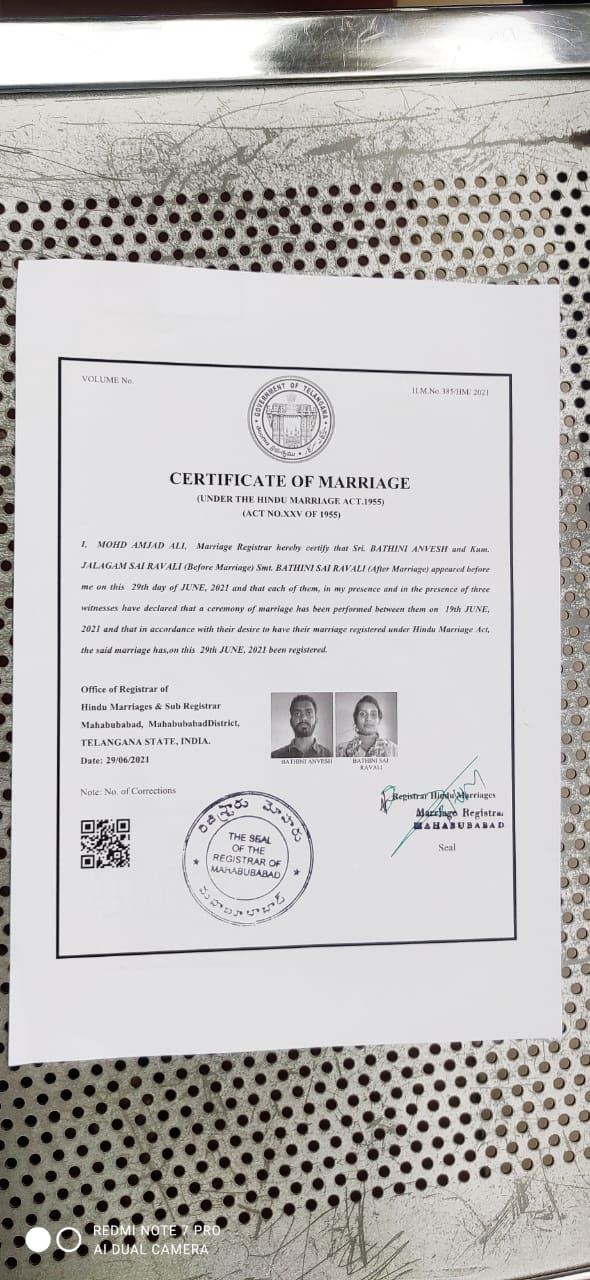 VOLUME No.
H.M.No. 385/HM/ 2021
GOVERNMENT OF TELANGANA
CERTIFICATE OF MARRIAGE
(UNDER THE HINDU MARRIAGE ACT.1955)
(ACT NO.XXV OF 1955)
I, MOHD AMJAD ALI, Marriage Registrar hereby certify that Sri. BATHINI ANVESH and Kum.
JALAGAM SAI RAVALI (Before Marriage) Smt. BATHINI SAI RAVALI (After Marriage) appeared before
me on this 29th day of JUNE, 2021 and that each of them, in my presence and in the presence of three
witnesses have declared that a ceremony of marriage has been performed between them on 19th JUNE,
2021 and that in accordance with their desire to have their marriage registered under Hindu Marriage Act,
the said marriage has,on this 29th JUNE, 2021 been registered.
Office of Registrar of
Hindu Marriages & Sub Registrar
Mahabubabad, MahabubabadDistrict,
TELANGANA STATE, INDIA.
Date: 29/06/2021
BATHINI ANVESH
BATHINI SAI
RAVALI
Note: No. of Corrections
THE SEAL
OF THE
REGISTRAR OF
MAHABUBABAD
Registrar Hindu Marriages
Marriage Registrar
MAHABUBABAD
Seal
REDMI NOTE 7 PRO
AI DUAL CAMERA